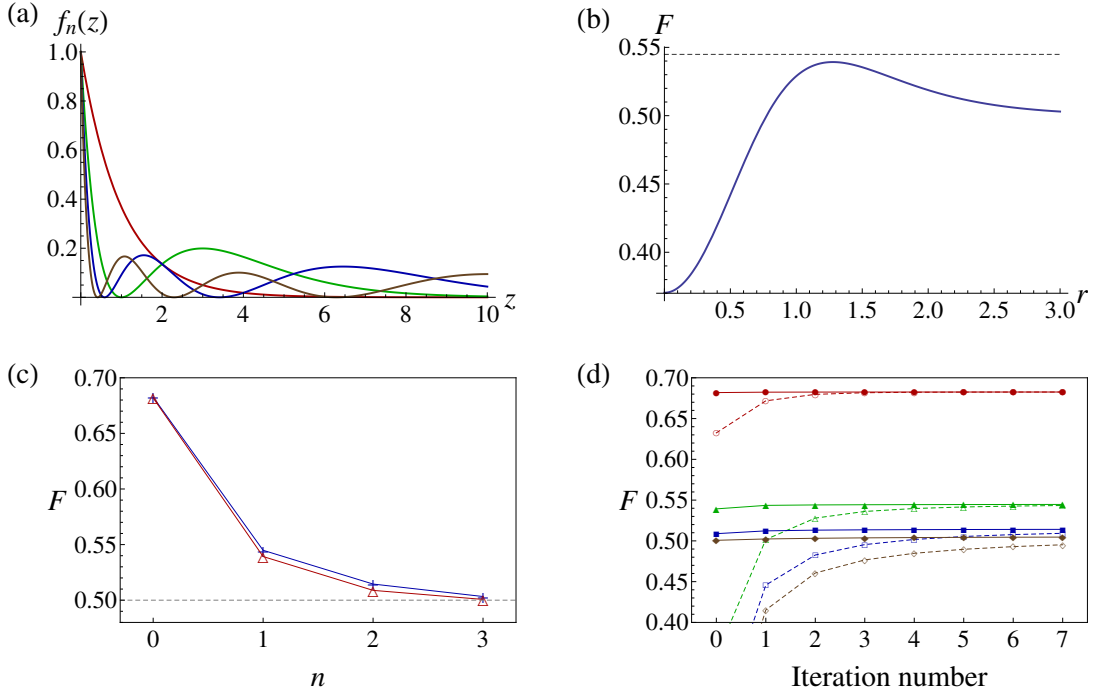 (a)
f_n(z)
1.0
0.8
0.6
0.4
0.2
2 4 6 8 10
z
(b)
F
0.55
0.50
0.45
0.40
0.5 1.0 1.5 2.0 2.5 3.0
r
(c)
0.70
0.65
0.60
0.55
0.50
F
0 1 2 3
n
(d)
0.70
0.65
0.60
0.55
0.50
0.45
0.40
F
0 1 2 3 4 5 6 7
Iteration number